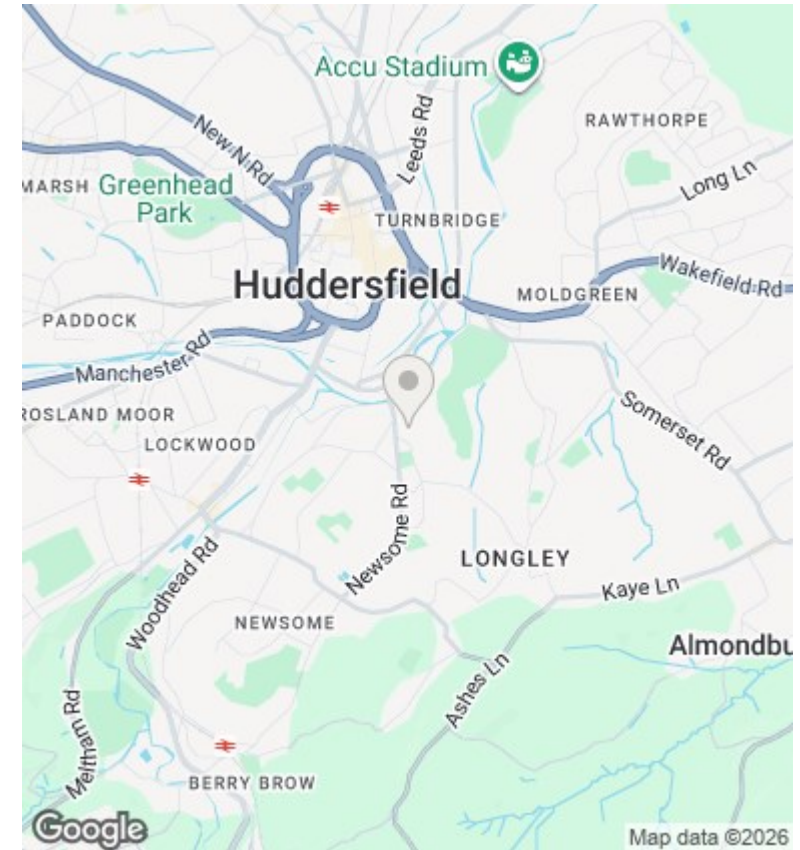 Accu Stadium
RAWTHORPE
New N Rd
Leeds Rd
MARSH
Greenhead
Park
Long Ln
TURNBRIDGE
Huddersfield
Wakefield Rd
MOLDGREEN
PADDOCK
Manchester Rd
ROSLAND MOOR
LOCKWOOD
Somerset Rd
Newsome Rd
Woodhead Rd
LONGLEY
Kaye Ln
NEWSOME
Almondbu
Ashes Ln
Meltham Rd
BERRY BROW
Google
Map data ©2026